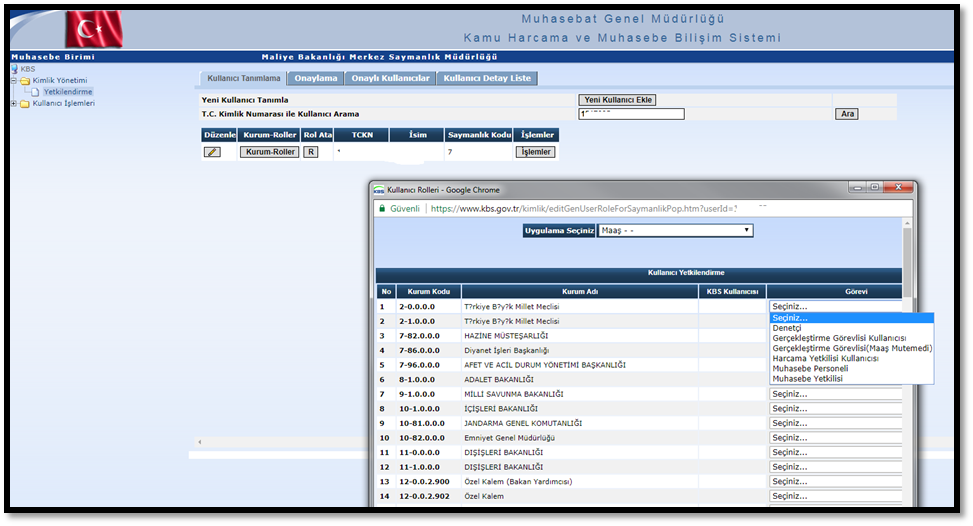 Muhasebat Genel Müdürlüğü
Kamu Harcama ve Muhasebe Bilişim Sistemi
Muhasebe Birimi Maliye Bakanlığı Merkez Saymanlık Müdürlüğü
KBS
Kimlik Yönetimi
Yetkilendirme
Kullanıcı İşlemleri
Kullanıcı Tanımlama Onaylama Onaylı Kullanıcılar Kullanıcı Detay Liste
Yeni Kullanıcı Tanımla Yeni Kullanıcı Ekle
T.C. Kimlik Numarası ile Kullanıcı Arama Ara
Düzenle Kurum-Roller Rol Ata TCKN İsim Saymanlık Kodu İşlemler
Kurum-Roller R 7 İşlemler
KBS Kullanıcı Rolleri - Google Chrome
Güvenli https://www.kbs.gov.tr/kimlik/editGenUserRoleForSaymanlikPop.htm?userId=
Uygulama Seçiniz Maaş - -
Kullanıcı Yetkilendirme
No Kurum Kodu Kurum Adı KBS Kullanıcısı Görevi
1 2-0.0.0.0 T?rkiye B?y?k Millet Meclisi Seçiniz...
2 2-1.0.0.0 T?rkiye B?y?k Millet Meclisi
3 7-82.0.0.0 HAZİNE MÜSTEŞARLIĞI
4 7-86.0.0.0 Diyanet İşleri Başkanlığı
5 7-96.0.0.0 AFET VE ACİL DURUM YÖNETİMİ BAŞKANLIĞI
6 8-1.0.0.0 ADALET BAKANLIĞI
Seçiniz...
Denetçi
Gerçekleştirme Görevlisi Kullanıcısı
Gerçekleştirme Görevlisi(Maaş Mutemedi)
Harcama Yetkilisi Kullanıcısı
Muhasebe Personeli
Muhasebe Yetkilisi
7 9-1.0.0.0 MİLLİ SAVUNMA BAKANLIĞI Seçiniz...
8 10-1.0.0.0 İÇİŞLERİ BAKANLIĞI Seçiniz...
9 10-81.0.0.0 JANDARMA GENEL KOMUTANLIĞI Seçiniz...
10 10-82.0.0.0 Emniyet Genel Müdürlüğü Seçiniz...
11 11-0.0.0.0 DIŞİŞLERİ BAKANLIĞI Seçiniz...
12 11-1.0.0.0 DIŞİŞLERİ BAKANLIĞI Seçiniz...
13 12-0.0.2.900 Özel Kalem (Bakan Yardımcısı) Seçiniz...
14 12-0.0.2.902 Özel Kalem Seçiniz...